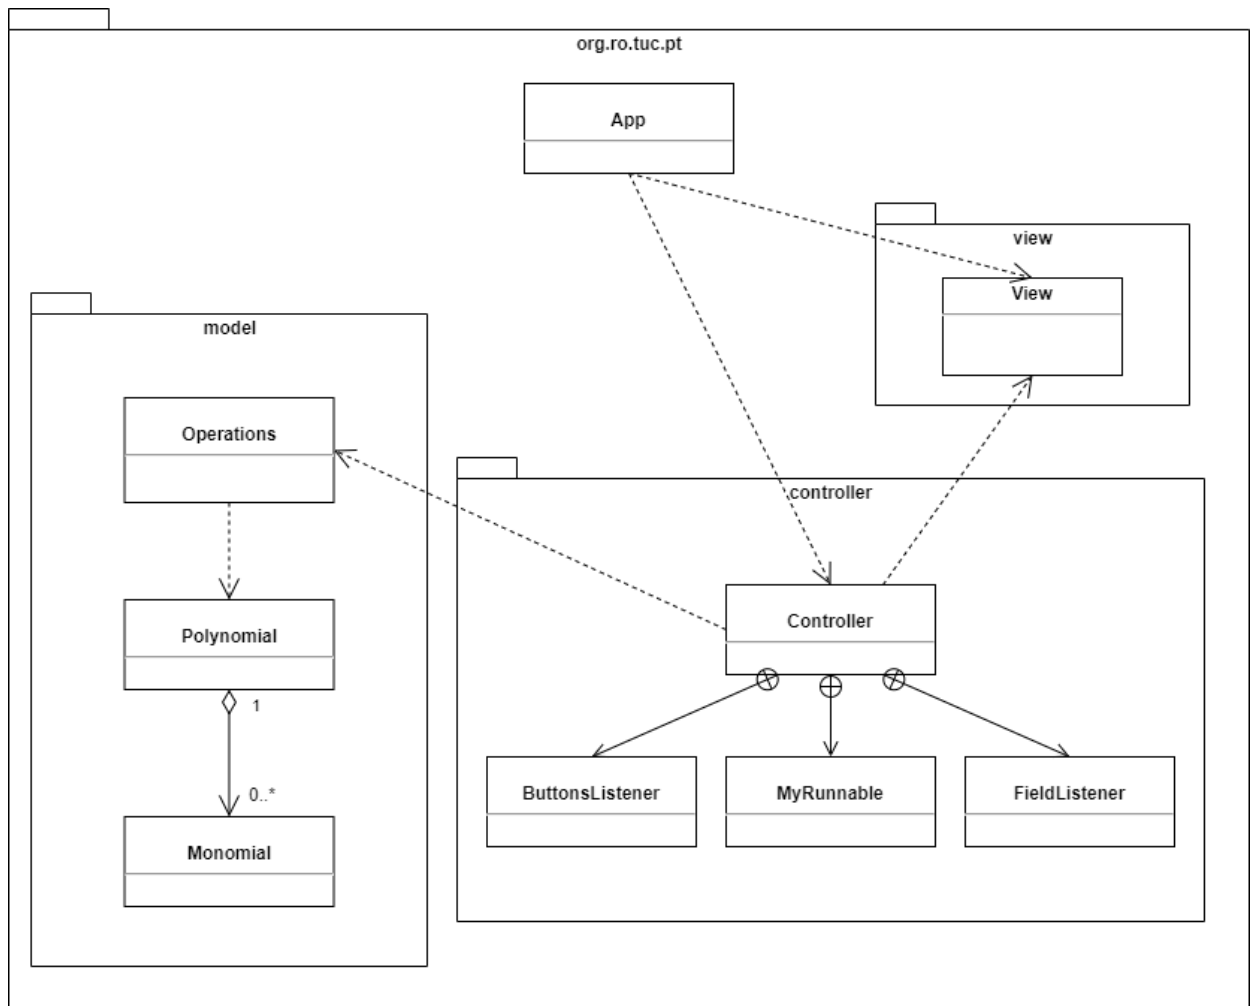 org.ro.tuc.pt
App
view
View
model
Operations
controller
Polynomial
Controller
1
0..*
ButtonsListener
MyRunnable
FieldListener
Monomial